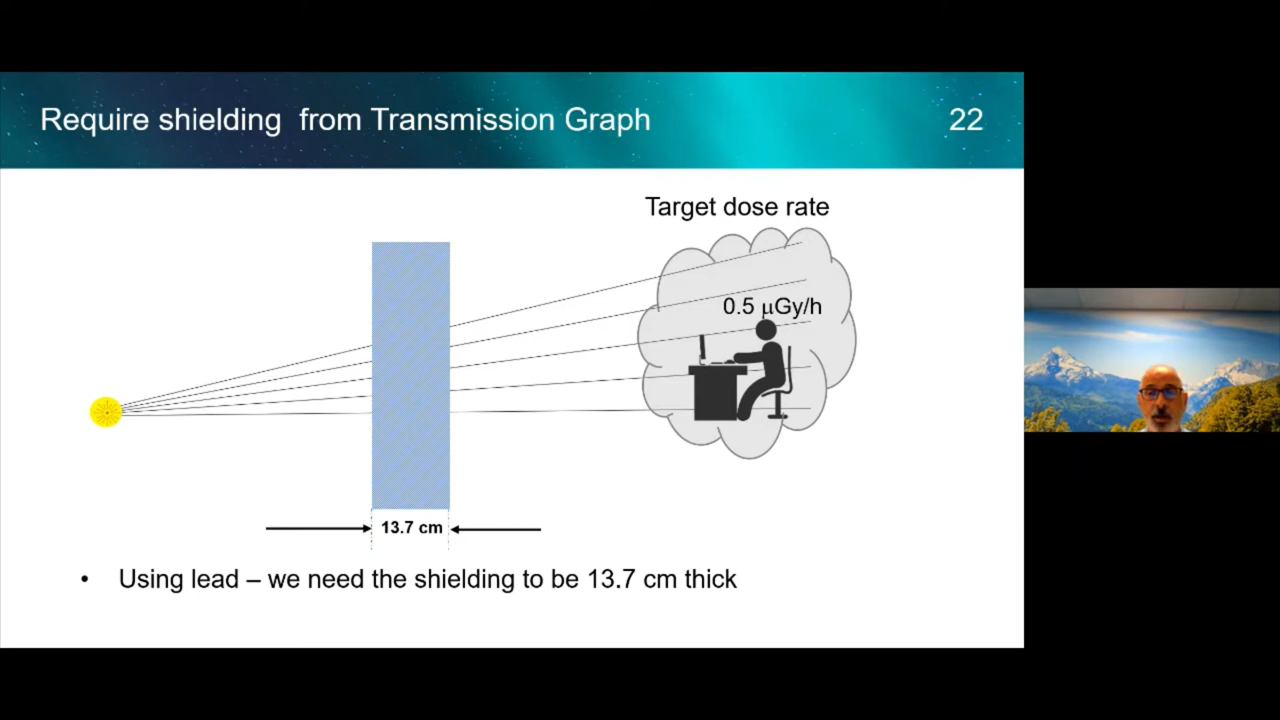 Require shielding  from Transmission Graph
22
Target dose rate
0.5 μGy/h
13.7 cm
• Using lead – we need the shielding to be 13.7 cm thick